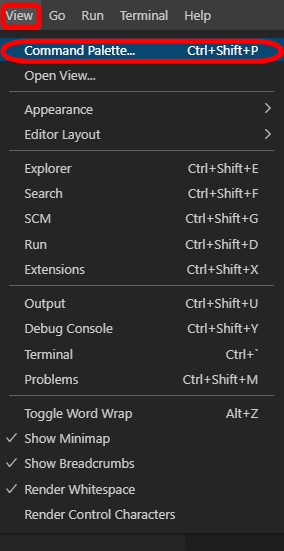 View Go Run Terminal Help
Command Palette... Ctrl+Shift+P
Open View...
Appearance
Editor Layout
Explorer Ctrl+Shift+E
Search Ctrl+Shift+F
SCM Ctrl+Shift+G
Run Ctrl+Shift+D
Extensions Ctrl+Shift+X
Output Ctrl+Shift+U
Debug Console Ctrl+Shift+Y
Terminal Ctrl+`
Problems Ctrl+Shift+M
Toggle Word Wrap Alt+Z
Show Minimap
Show Breadcrumbs
Render Whitespace
Render Control Characters